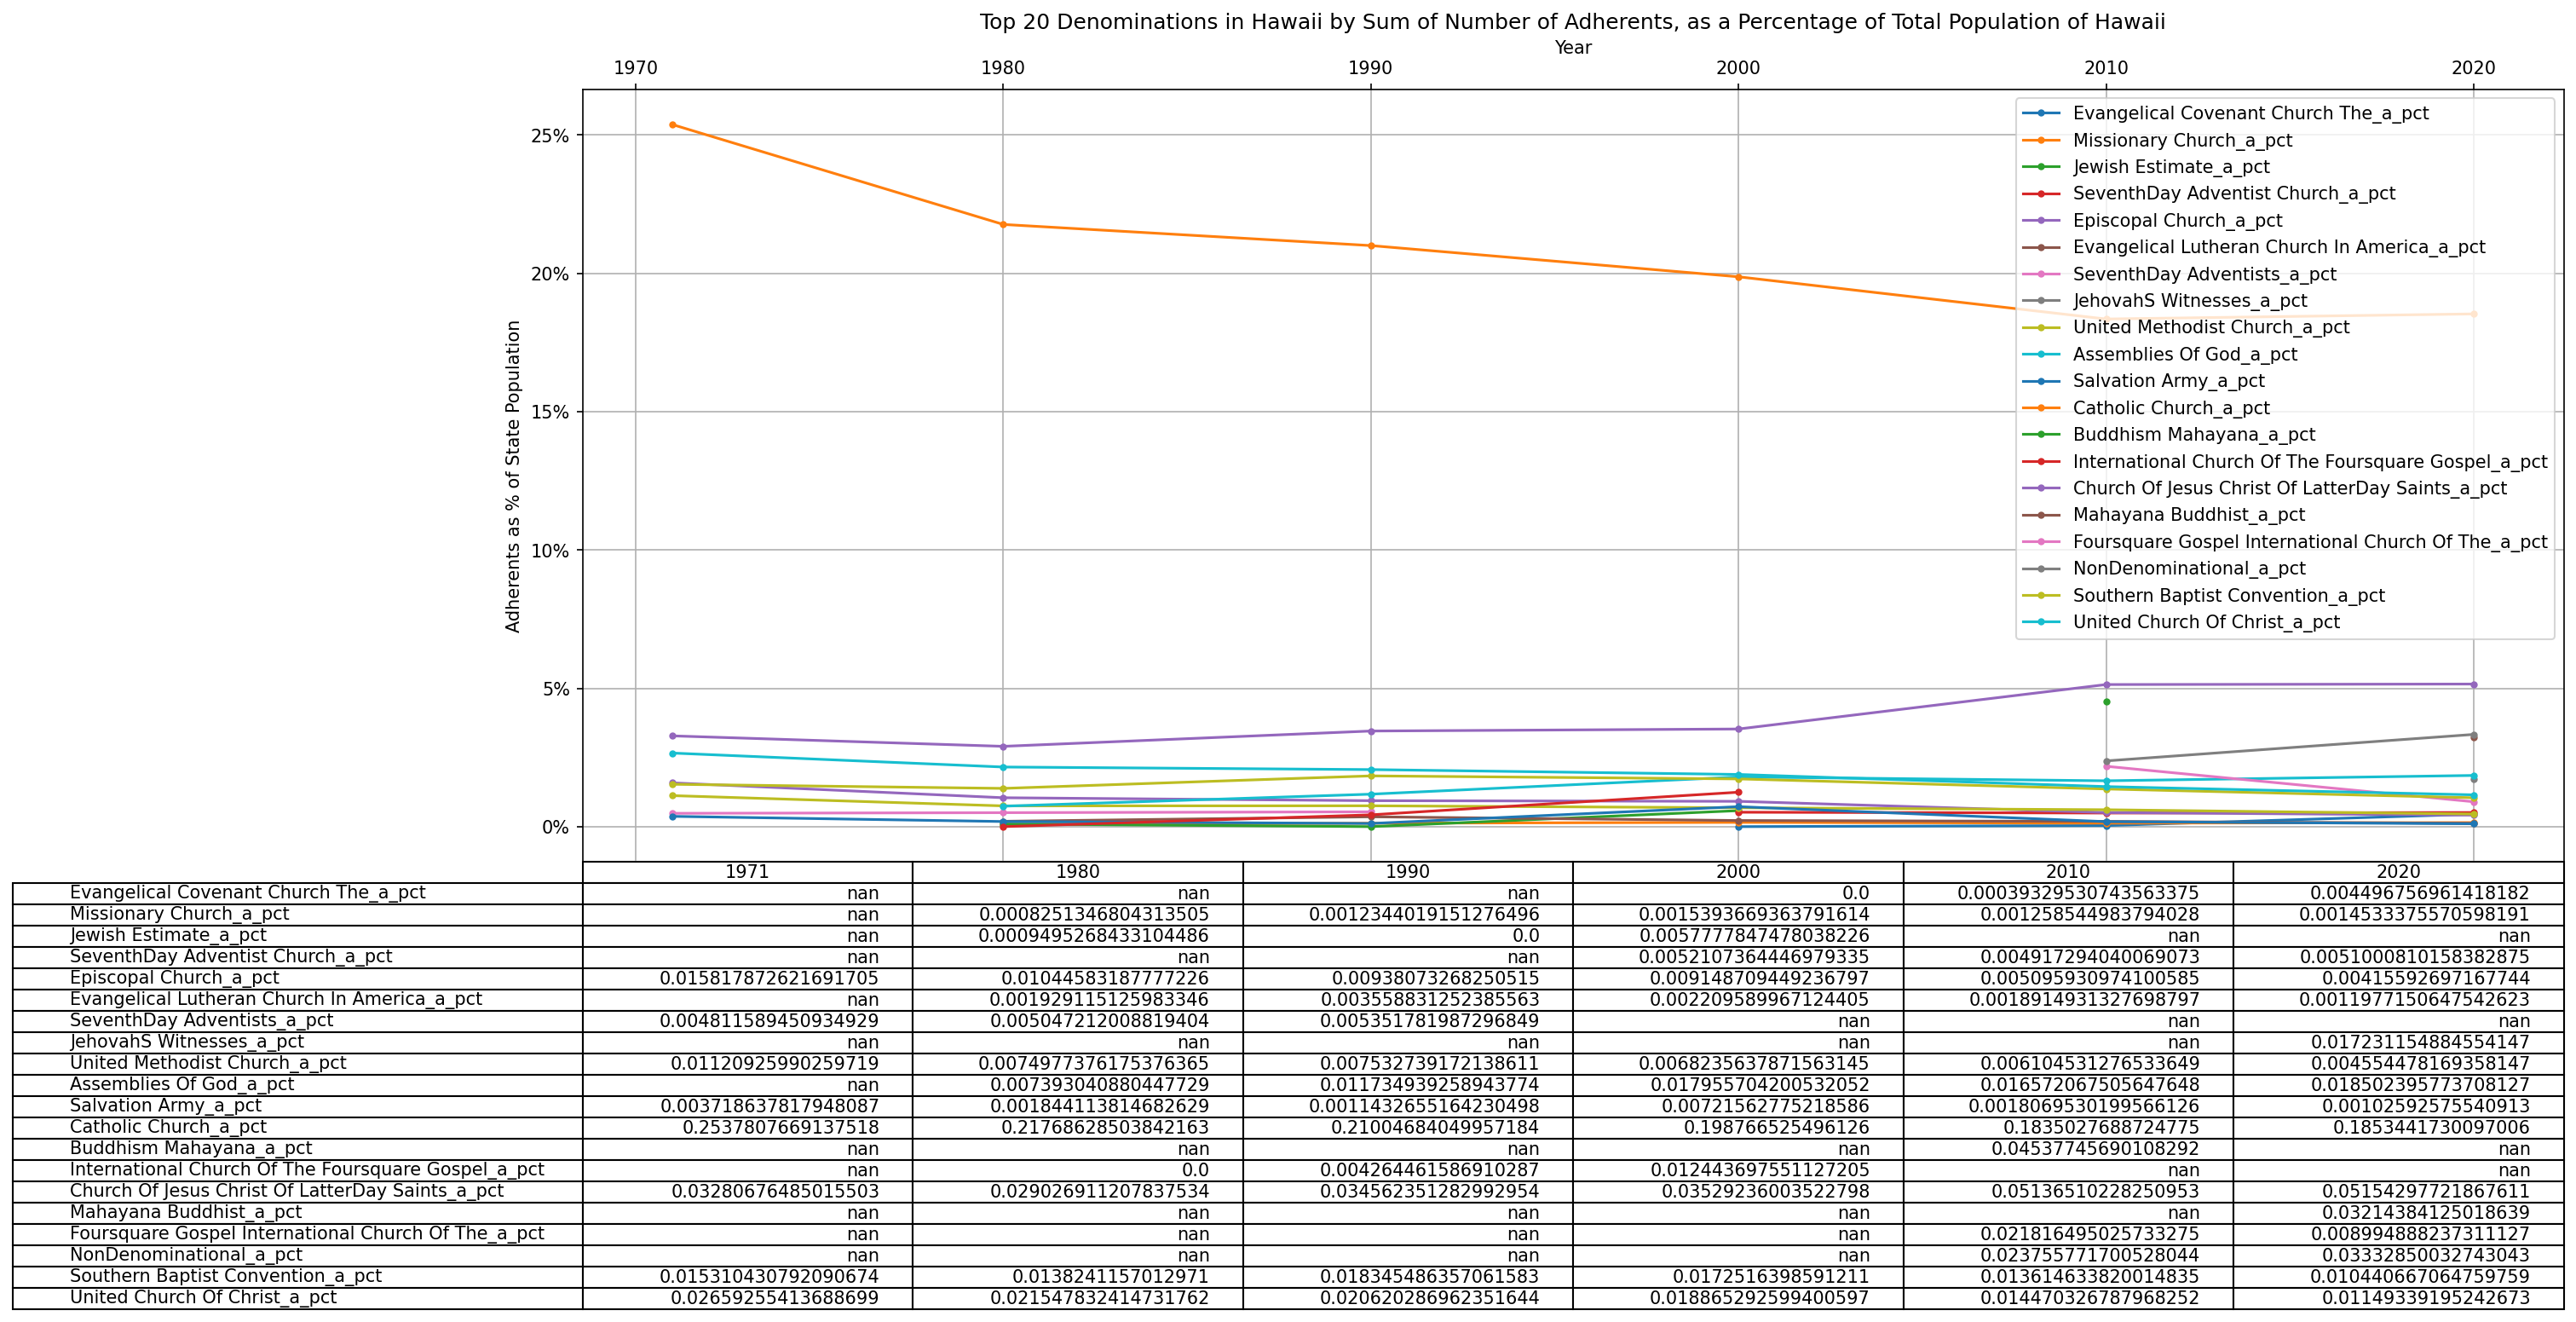 Top 20 Denominations in Hawaii by Sum of Number of Adherents, as a Percentage of Total Population of Hawaii
Year
1970 1980 1990 2000 2010 2020
Adherents as % of State Population
25%
20%
15%
10%
5%
0%
Evangelical Covenant Church The_a_pct
Missionary Church_a_pct
Jewish Estimate_a_pct
SeventhDay Adventist Church_a_pct
Episcopal Church_a_pct
Evangelical Lutheran Church In America_a_pct
SeventhDay Adventists_a_pct
JehovahS Witnesses_a_pct
United Methodist Church_a_pct
Assemblies Of God_a_pct
Salvation Army_a_pct
Catholic Church_a_pct
Buddhism Mahayana_a_pct
International Church Of The Foursquare Gospel_a_pct
Church Of Jesus Christ Of LatterDay Saints_a_pct
Mahayana Buddhist_a_pct
Foursquare Gospel International Church Of The_a_pct
NonDenominational_a_pct
Southern Baptist Convention_a_pct
United Church Of Christ_a_pct
1971 1980 1990 2000 2010 2020
Evangelical Covenant Church The_a_pct nan nan nan 0.0 0.00039329530743563375 0.004496756961418182
Missionary Church_a_pct nan 0.0008251346804313505 0.0012344019151276496 0.0015393669363791614 0.001258544983794028 0.0014533375570598191
Jewish Estimate_a_pct nan 0.0009495268433104486 0.0 0.0057777847478038226 nan nan
SeventhDay Adventist Church_a_pct nan nan nan 0.0052107364446979335 0.004917294040069073 0.0051000810158382875
Episcopal Church_a_pct 0.015817872621691705 0.01044583187777226 0.00938073268250515 0.009148709449236797 0.005095930974100585 0.00415592697167744
Evangelical Lutheran Church In America_a_pct nan 0.001929115125983346 0.0035588312523855​63 0.002209589967124405 0.0018914931327698797 0.0011977150647542623
SeventhDay Adventists_a_pct 0.004811589450934929 0.005047212008819404 0.005351781987296849 nan nan nan
JehovahS Witnesses_a_pct nan nan nan nan nan 0.017231154884554147
United Methodist Church_a_pct 0.01120925990259719 0.0074977376175376365 0.007532739172138611 0.0068235637871563145 0.006104531276533649 0.004554478169358147
Assemblies Of God_a_pct nan 0.007393040880447729 0.011734939258943774 0.017955704200532052 0.016572067505647648 0.018502395773708127
Salvation Army_a_pct 0.0037186378179​48087 0.001844113814682629 0.0011432655164230498 0.00721562775218586 0.0018069530199566126 0.00102592575540913
Catholic Church_a_pct 0.2537807669137518 0.21768628503842163 0.21004684049957184 0.198766525496126 0.1835027688724775 0.1853441730097006
Buddhism Mahayana_a_pct nan nan nan nan 0.04537745690108292 nan
International Church Of The Foursquare Gospel_a_pct nan 0.0 0.004264461586910287 0.012443697551127205 nan nan
Church Of Jesus Christ Of LatterDay Saints_a_pct 0.03280676485015503 0.029026911207837534 0.034562351282992954 0.03529236003522798 0.05136510228250953 0.05154297721867611
Mahayana Buddhist_a_pct nan nan nan nan nan 0.03214384125018639
Foursquare Gospel International Church Of The_a_pct nan nan nan nan 0.021816495025733275 0.008994888237311127
NonDenominational_a_pct nan nan nan nan 0.023755771700528044 0.03332850032743043
Southern Baptist Convention_a_pct 0.015310430792090674 0.0138241157012971 0.018345486357061583 0.0172516398591211 0.013614633820014835 0.010440667064759759
United Church Of Christ_a_pct 0.02659255413688699 0.021547832414731762 0.020620286962351644 0.018865292599400597 0.014470326787968252 0.01149339195242673